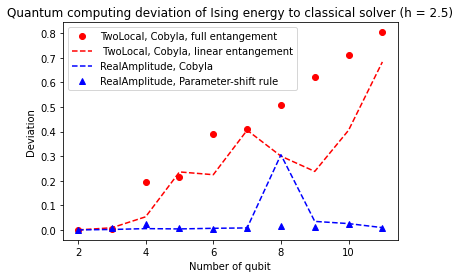 Quantum computing deviation of Ising energy to classical solver (h = 2.5)
TwoLocal, Cobyla, full entangement
TwoLocal, Cobyla, linear entangement
RealAmplitude, Cobyla
RealAmplitude, Parameter-shift rule
Deviation
0.8
0.7
0.6
0.5
0.4
0.3
0.2
0.1
0.0
2 4 6 8 10
Number of qubit